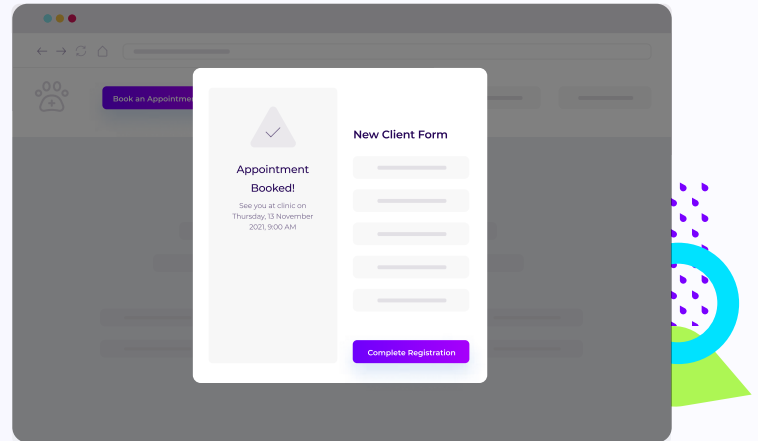 Book an Appointmen
Appointment
Booked!
See you at clinic on
Thursday, 13 November
2021, 9:00 AM
New Client Form
Complete Registration